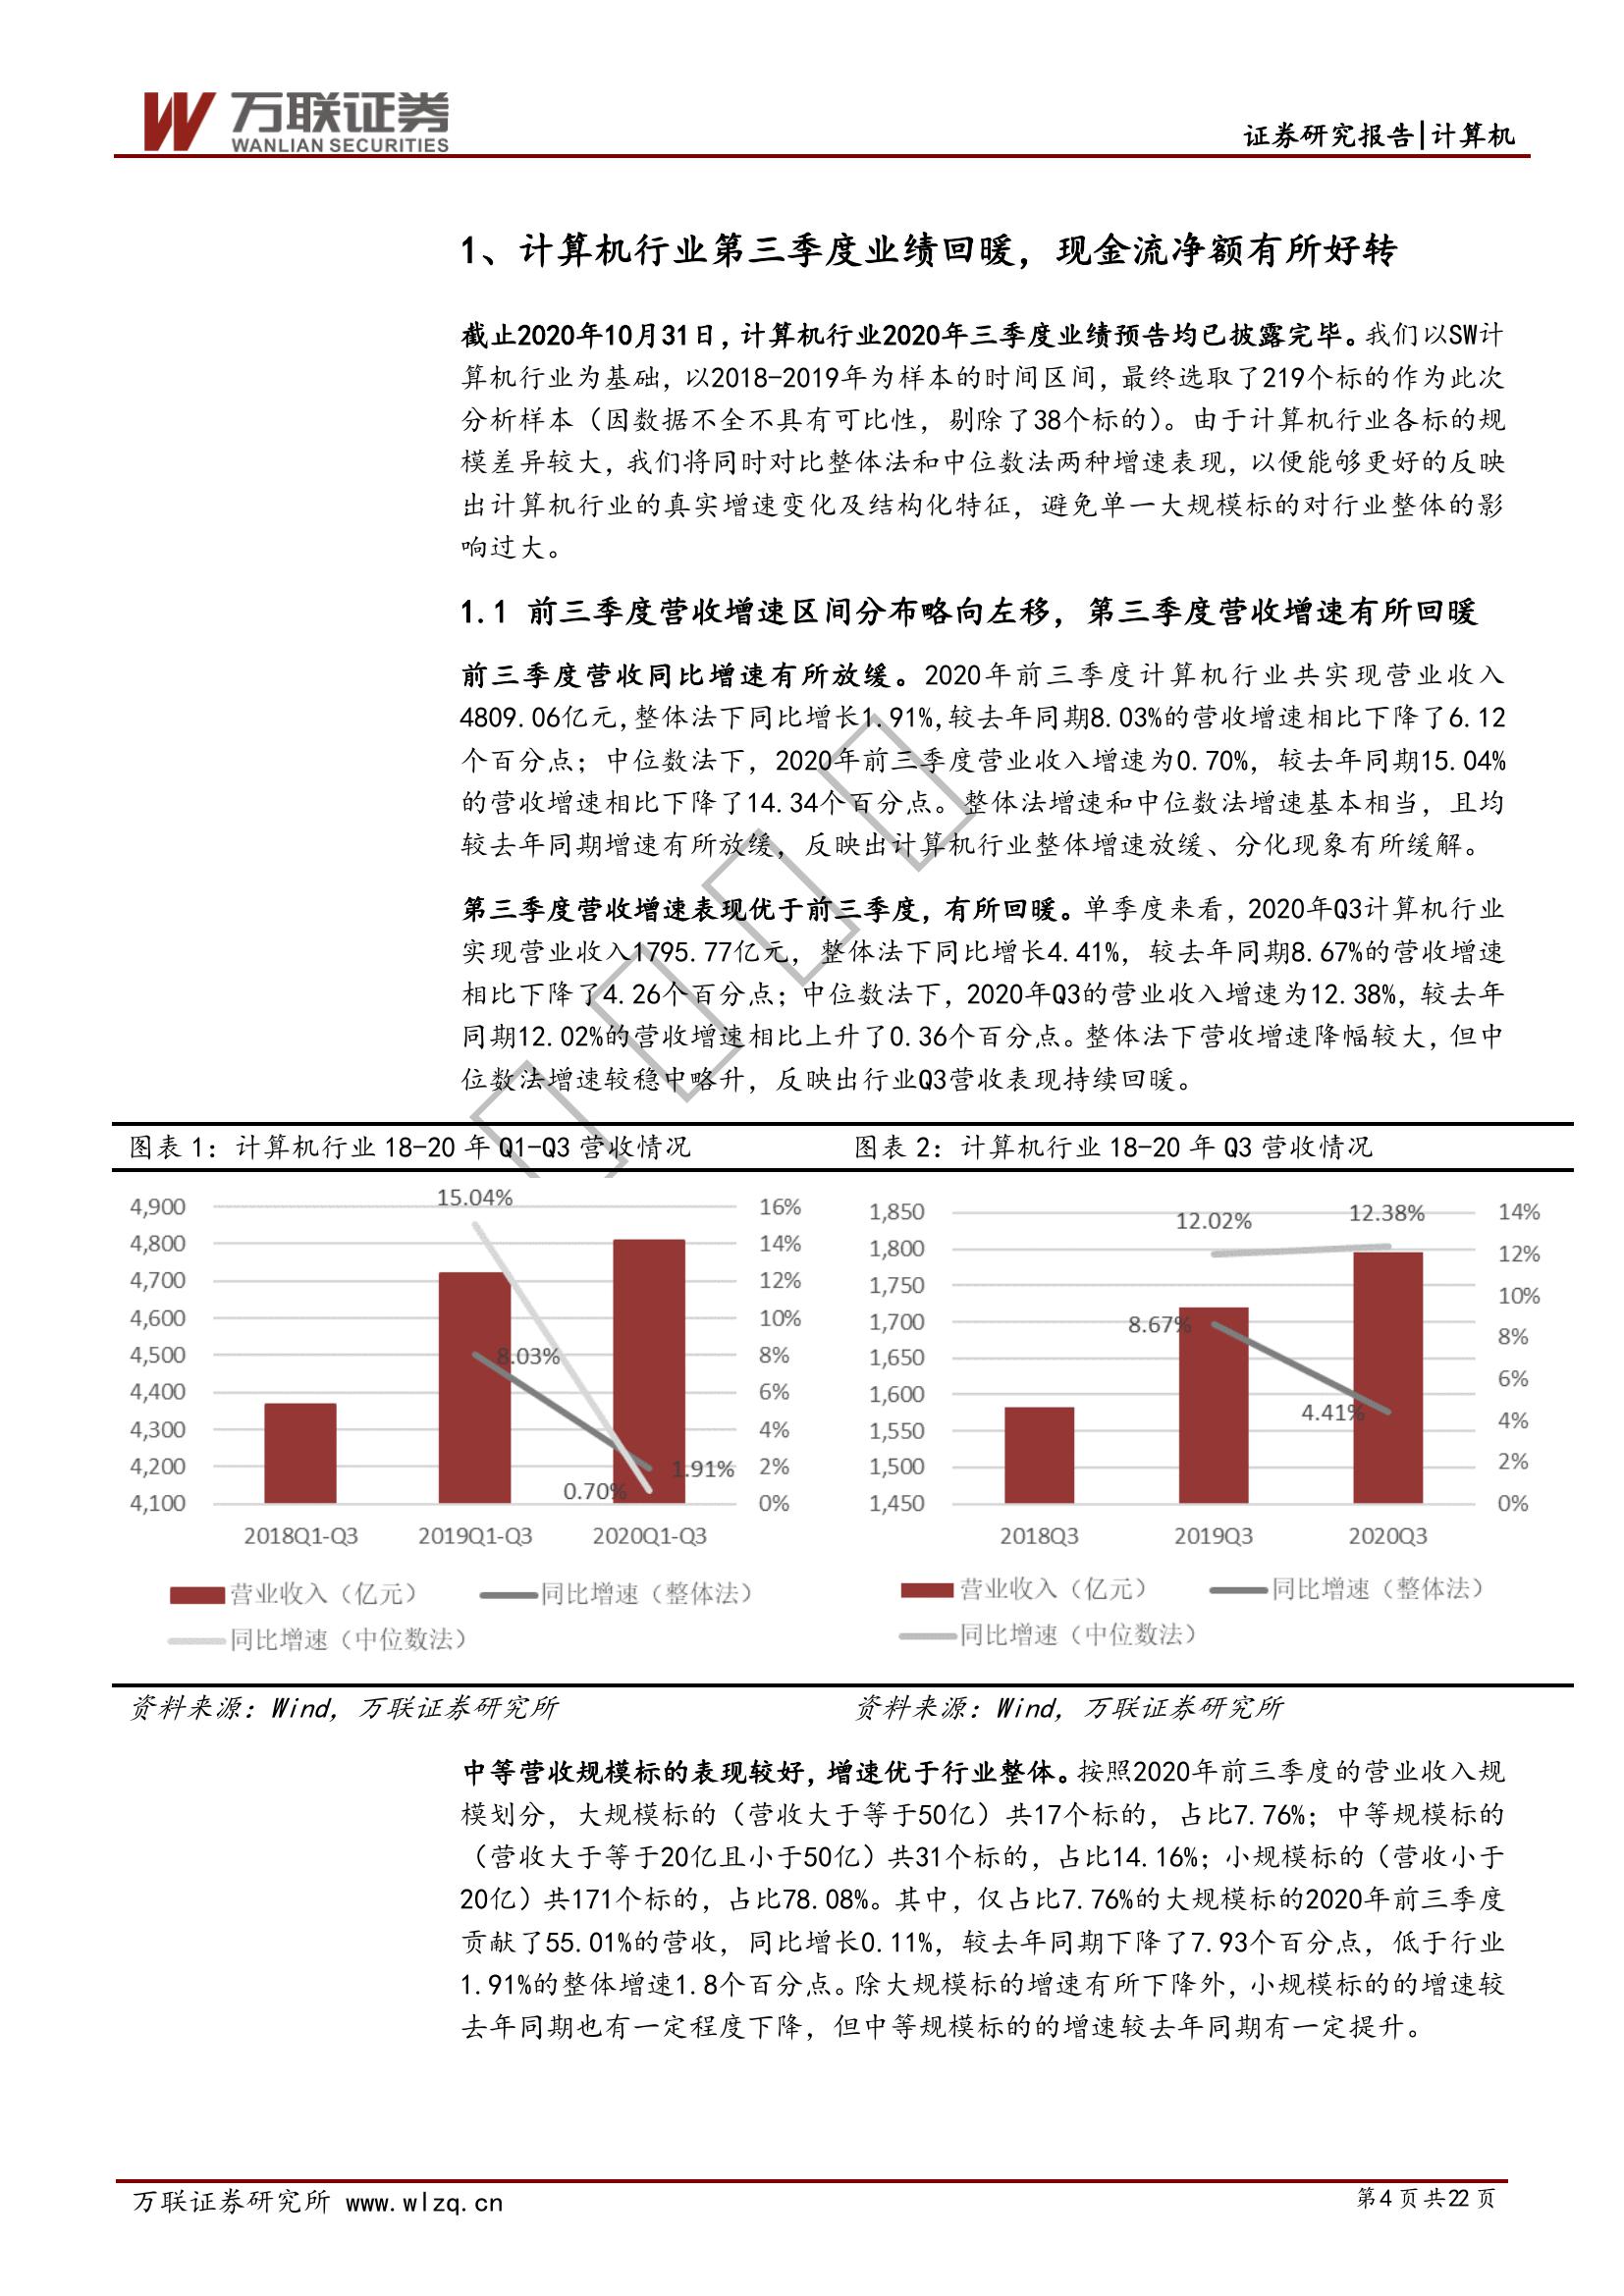 万联证券
WANLIAN SECURITIES
证券研究报告|计算机
1、计算机行业第三季度业绩回暖，现金流净额有所好转
截止2020年10月31日，计算机行业2020年三季度业绩预告均已披露完毕。我们以SW计
算机行业为基础，以2018-2019年为样本的时间区间，最终选取了219个标的作为此次
分析样本（因数据不全不具有可比性，剔除了38个标的）。由于计算机行业各标的规
模差异较大，我们将同时对比整体法和中位数法两种增速表现，以便能够更好的反映
出计算机行业的真实增速变化及结构化特征，避免单一大规模标的对行业整体的影
响过大。
1.1 前三季度营收增速区间分布略向左移，第三季度营收增速有所回暖
前三季度营收同比增速有所放缓。2020年前三季度计算机行业共实现营业收入
4809.06亿元，整体法下同比增长1.91%，较去年同期8.03%的营收增速相比下降了6.12
个百分点；中位数法下，2020年前三季度营业收入增速为0.70%，较去年同期15.04%
的营收增速相比下降了14.34个百分点。整体法增速和中位数法增速基本相当，且均
较去年同期增速有所放缓，反映出计算机行业整体增速放缓、分化现象有所缓解。
第三季度营收增速表现优于前三季度，有所回暖。单季度来看，2020年Q3计算机行业
实现营业收入1795.77亿元，整体法下同比增长4.41%，较去年同期8.67%的营收增速
相比下降了4.26个百分点；中位数法下，2020年Q3的营业收入增速为12.38%，较去年
同期12.02%的营收增速相比上升了0.36个百分点。整体法下营收增速降幅较大，但中
位数法增速较稳中略升，反映出行业Q3营收表现持续回暖。
图表 1：计算机行业 18-20 年 Q1-Q3 营收情况
4,900
4,800
4,700
4,600
4,500
4,400
4,300
4,200
4,100
15.04%
8.03%
0.70%
1.91%
16%
14%
12%
10%
8%
6%
4%
2%
0%
2018Q1-Q3 2019Q1-Q3 2020Q1-Q3
营业收入（亿元） 同比增速（整体法）
同比增速（中位数法）
资料来源：Wind，万联证券研究所
图表 2：计算机行业 18-20 年 Q3 营收情况
1,850
1,800
1,750
1,700
1,650
1,600
1,550
1,500
1,450
12.02%
12.38%
8.67%
4.41%
14%
12%
10%
8%
6%
4%
2%
0%
2018Q3 2019Q3 2020Q3
营业收入（亿元） 同比增速（整体法）
同比增速（中位数法）
资料来源：Wind，万联证券研究所
中等营收规模标的表现较好，增速优于行业整体。按照2020年前三季度的营业收入规
模划分，大规模标的（营收大于等于50亿）共17个标的，占比7.76%；中等规模标的
（营收大于等于20亿且小于50亿）共31个标的，占比14.16%；小规模标的（营收小于
20亿）共171个标的，占比78.08%。其中，仅占比7.76%的大规模标的2020年前三季度
贡献了55.01%的营收，同比增长0.11%，较去年同期下降了7.93个百分点，低于行业
1.91%的整体增速1.8个百分点。除大规模标的增速有所下降外，小规模标的的增速较
去年同期也有一定程度下降，但中等规模标的的增速较去年同期有一定提升。
万联证券研究所 www.wlzq.cn
第4 页 共22 页